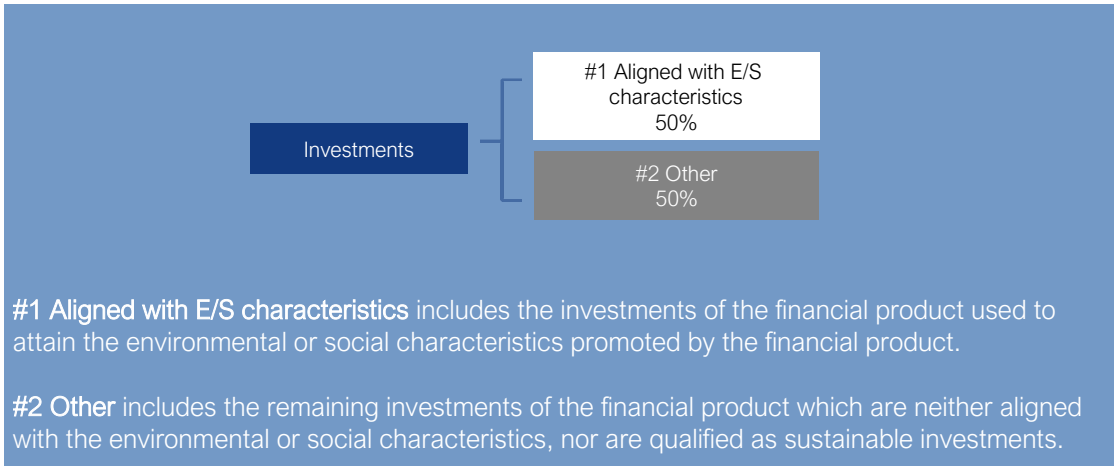 #1 Aligned with E/S
characteristics
50%
Investments
#2 Other
50%
#1 Aligned with E/S characteristics includes the investments of the financial product used to
attain the environmental or social characteristics promoted by the financial product.
#2 Other includes the remaining investments of the financial product which are neither aligned
with the environmental or social characteristics, nor are qualified as sustainable investments.